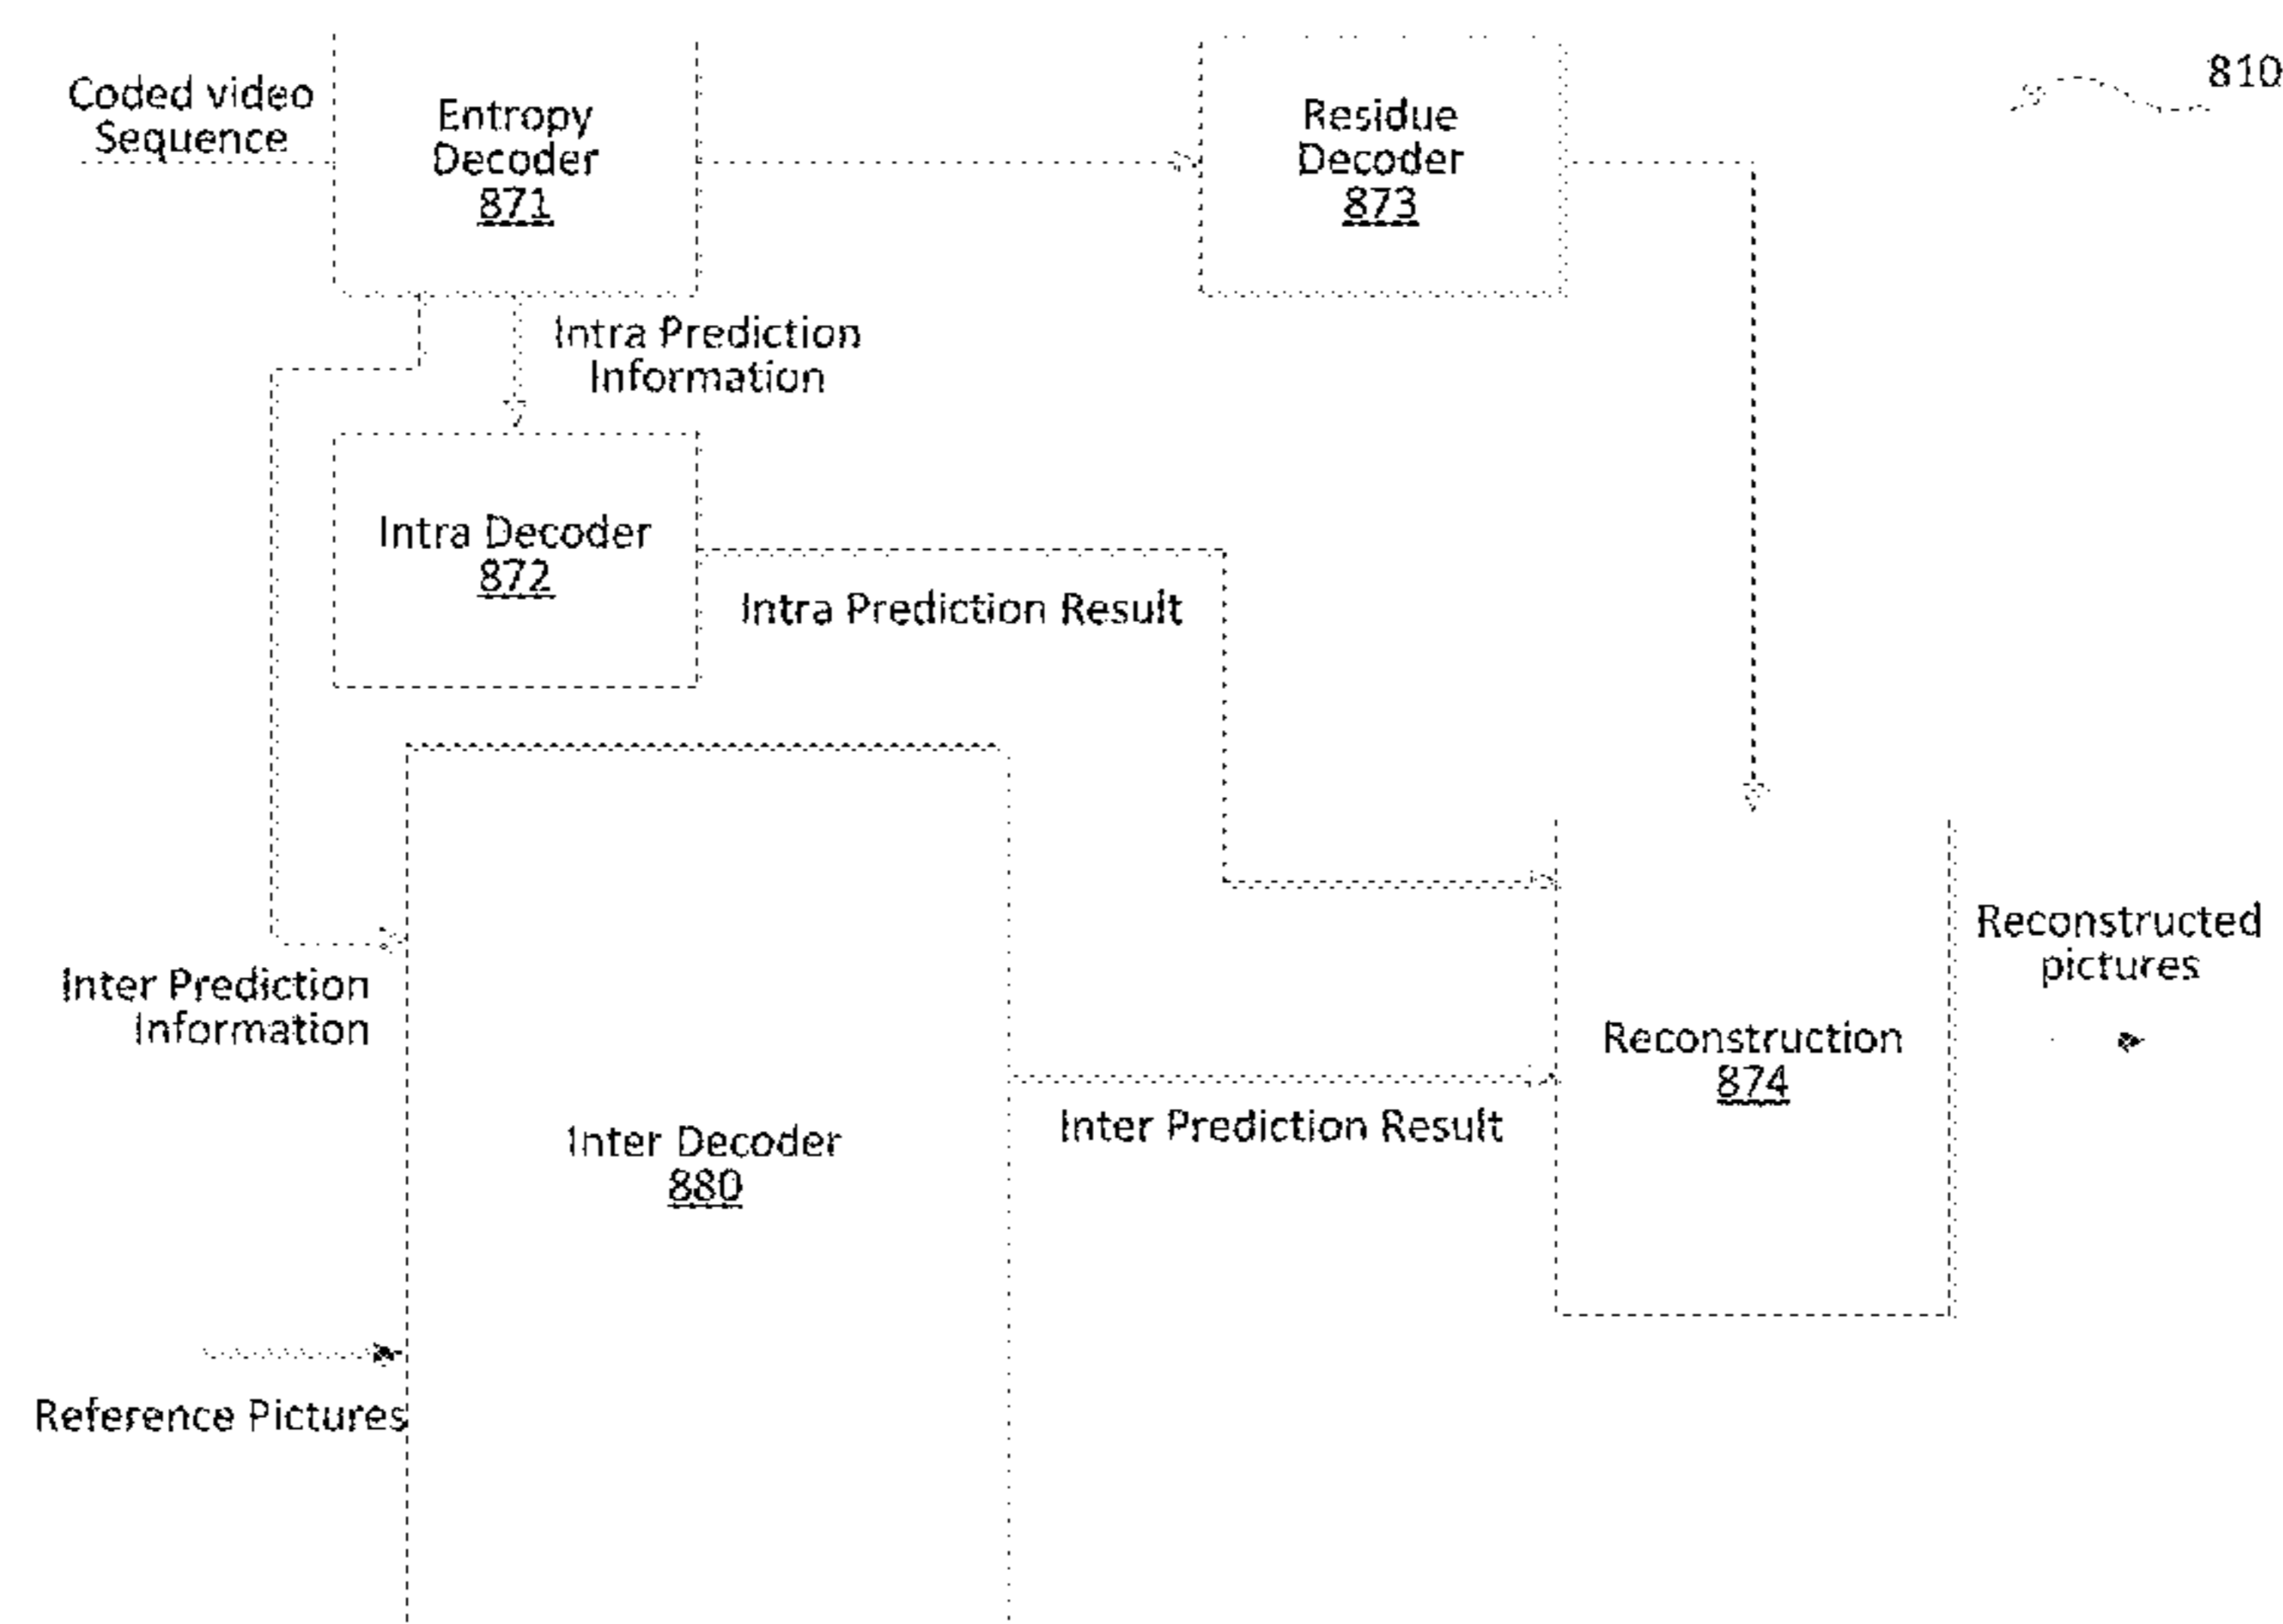 Coded video
Sequence
Entropy
Decoder
871
Residue
Decoder
873
810
Intra Prediction
Information
Intra Decoder
872
Intra Prediction Result
Inter Prediction
Information
Reconstructed
pictures
Reconstruction
874
Inter Prediction Result
Inter Decoder
880
Reference Pictures